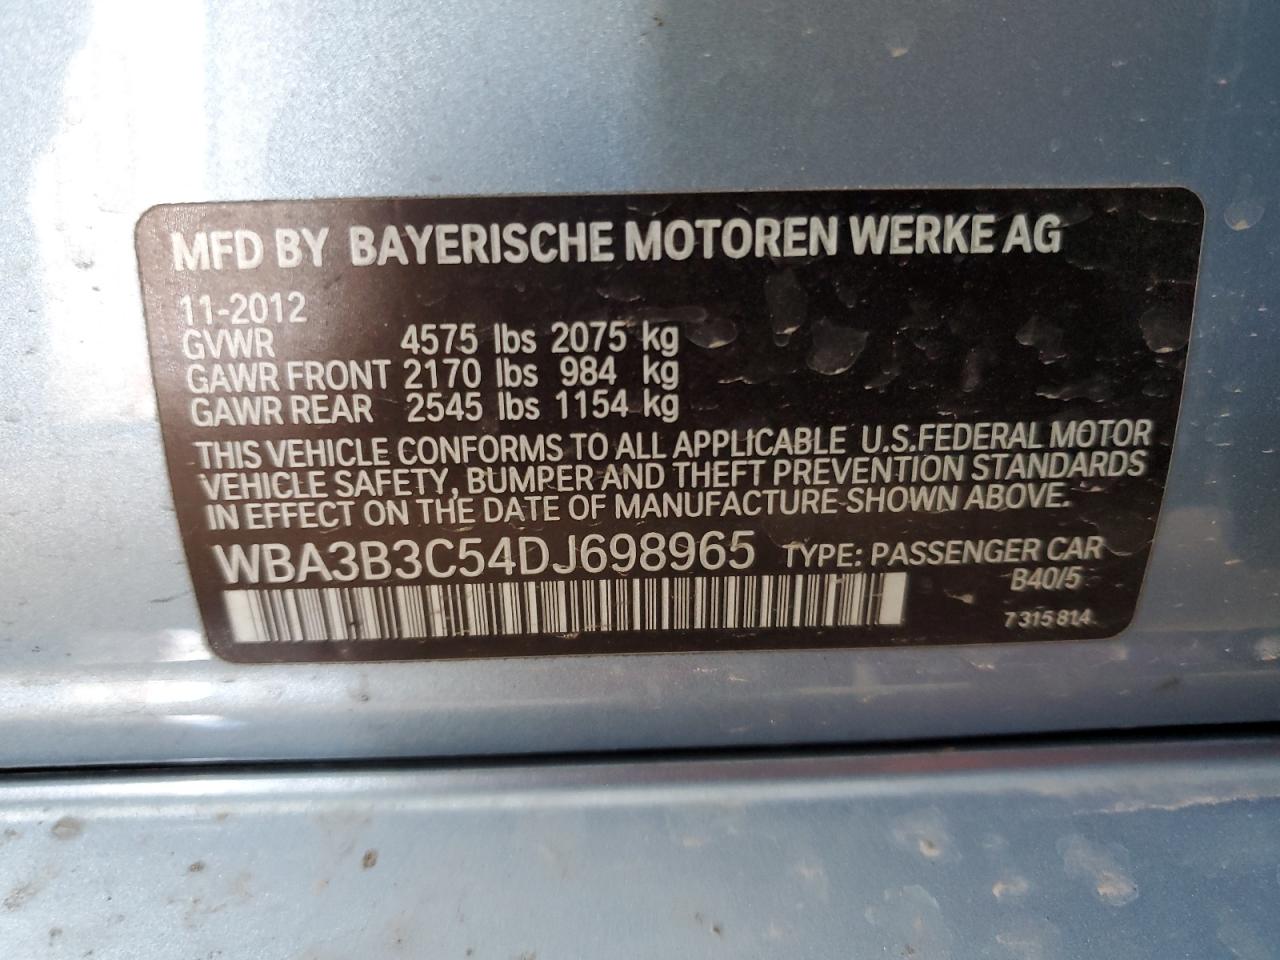 MFD BY BAYERISCHE MOTOREN WERKE AG
11-2012
GVWR 4575 lbs 2075 kg
GAWR FRONT 2170 lbs 984 kg
GAWR REAR 2545 lbs 1154 kg
THIS VEHICLE CONFORMS TO ALL APPLICABLE U.S.FEDERAL MOTOR
VEHICLE SAFETY, BUMPER AND THEFT PREVENTION STANDARDS
IN EFFECT ON THE DATE OF MANUFACTURE SHOWN ABOVE.
WBA3B3C54DJ698965 TYPE: PASSENGER CAR
B40/5
7 315 814